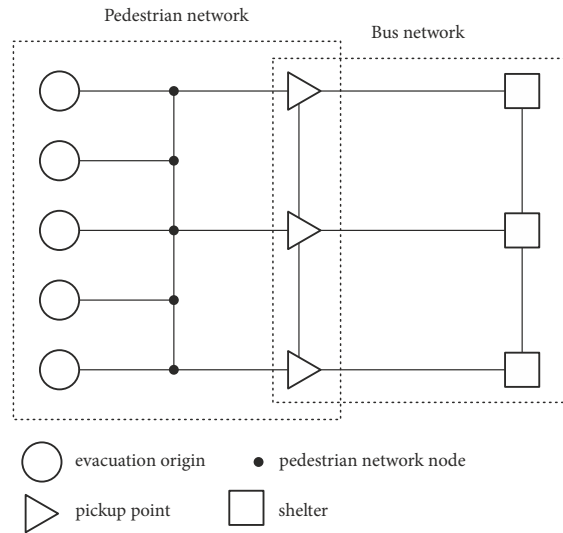 Pedestrian network
Bus network
evacuation origin
pedestrian network node
pickup point
shelter